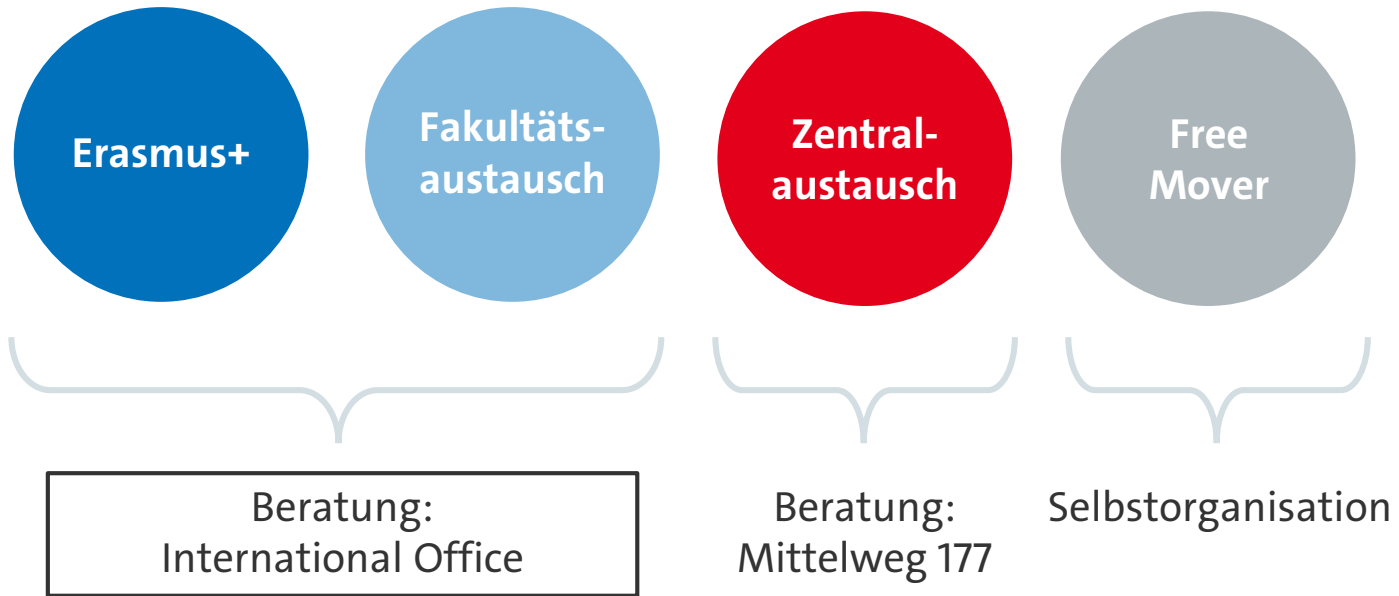 Erasmus+
Fakultäts-
austausch
Zentral-
austausch
Free
Mover
Beratung:
International Office
Beratung:
Mittelweg 177
Selbstorganisation